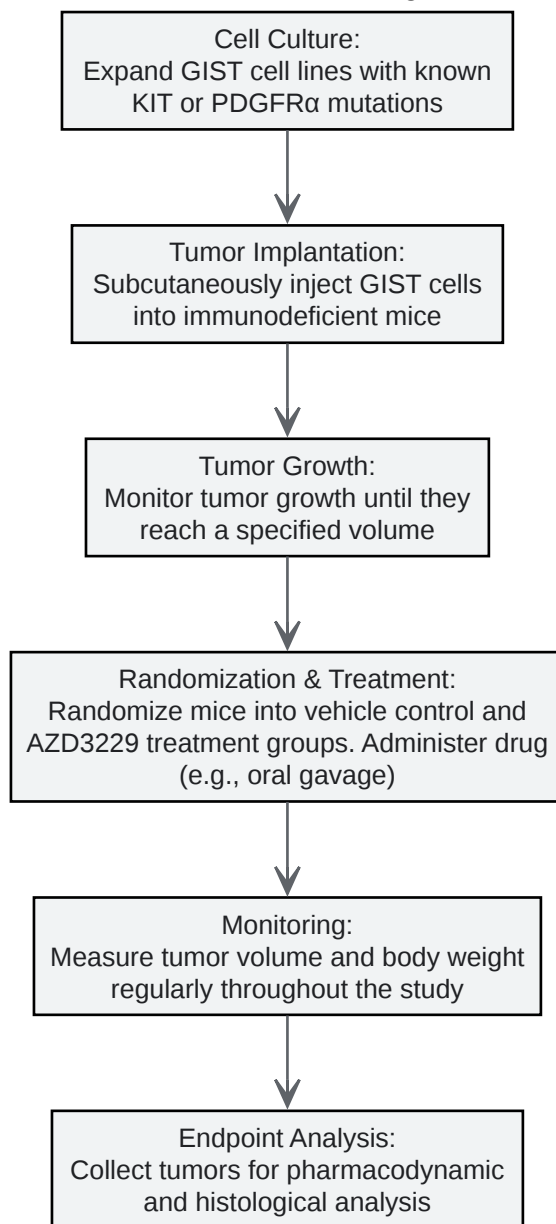 Cell Culture:
Expand GIST cell lines with known
KIT or PDGFRα mutations
Tumor Implantation:
Subcutaneously inject GIST cells
into immunodeficient mice
Tumor Growth:
Monitor tumor growth until they
reach a specified volume
Randomization & Treatment:
Randomize mice into vehicle control and
AZD3229 treatment groups. Administer drug
(e.g., oral gavage)
Monitoring:
Measure tumor volume and body weight
regularly throughout the study
Endpoint Analysis:
Collect tumors for pharmacodynamic
and histological analysis